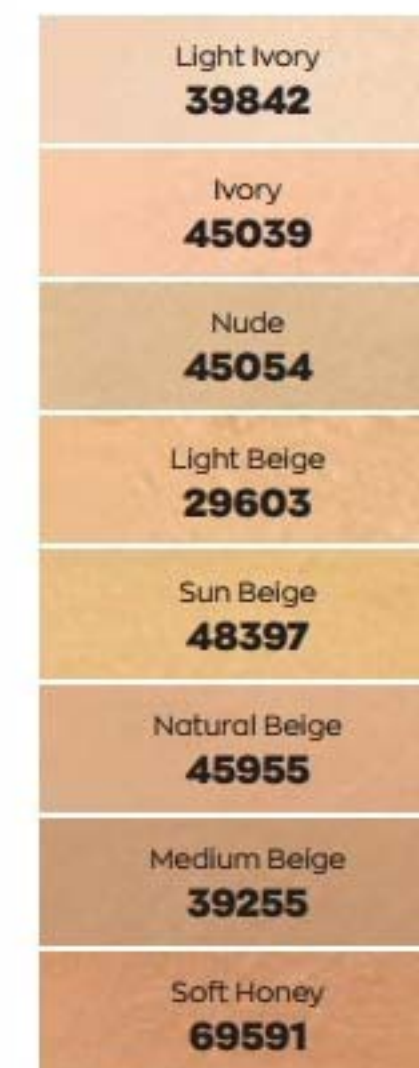 Light Ivory
39842
Ivory
45039
Nude
45054
Light Beige
29603
Sun Beige
48397
Natural Beige
45955
Medium Beige
39255
Soft Honey
69591